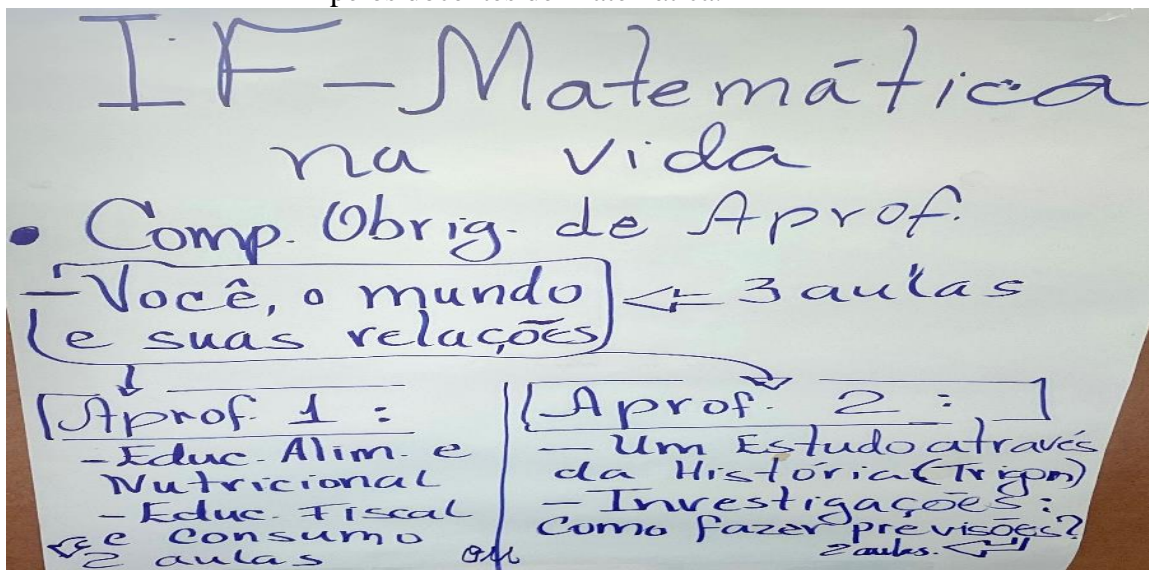 IF - Matemática
na vida
• Comp. Obrig. de Aprof.
- Você, o mundo ← 3 aulas
e suas relações
Aprof. 1 :
- Educ. Alim. e
Nutricional
- Educ. Fiscal
e consumo
2 aulas
ou
Aprof. 2 :
- Um Estudo através
da História (Trigon)
- Investigações :
Como fazer previsões?
2 aulas.